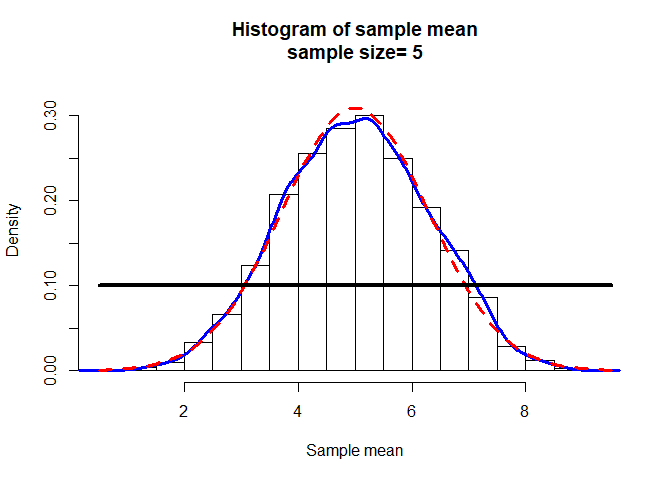 Histogram of sample mean
sample size= 5
Density
0.30
0.20
0.10
0.00
2 4 6 8
Sample mean